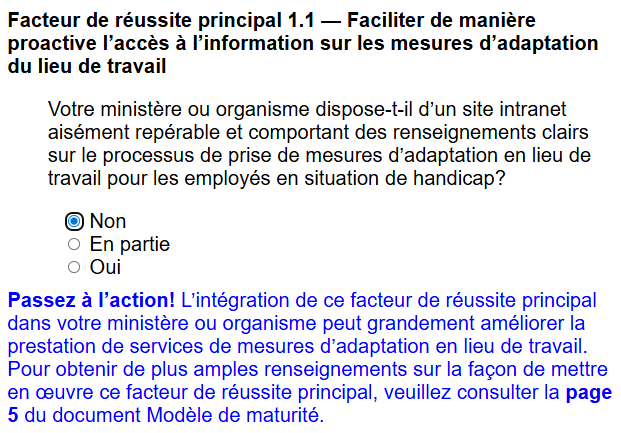 Facteur de réussite principal 1.1 — Faciliter de manière
proactive l’accès à l’information sur les mesures d’adaptation
du lieu de travail
Votre ministère ou organisme dispose-t-il d’un site intranet
aisément repérable et comportant des renseignements clairs
sur le processus de prise de mesures d’adaptation en lieu de
travail pour les employés en situation de handicap?
Non
En partie
Oui
Passez à l’action! L’intégration de ce facteur de réussite principal
dans votre ministère ou organisme peut grandement améliorer la
prestation de services de mesures d’adaptation en lieu de travail.
Pour obtenir de plus amples renseignements sur la façon de mettre
en œuvre ce facteur de réussite principal, veuillez consulter la page
5 du document Modèle de maturité.